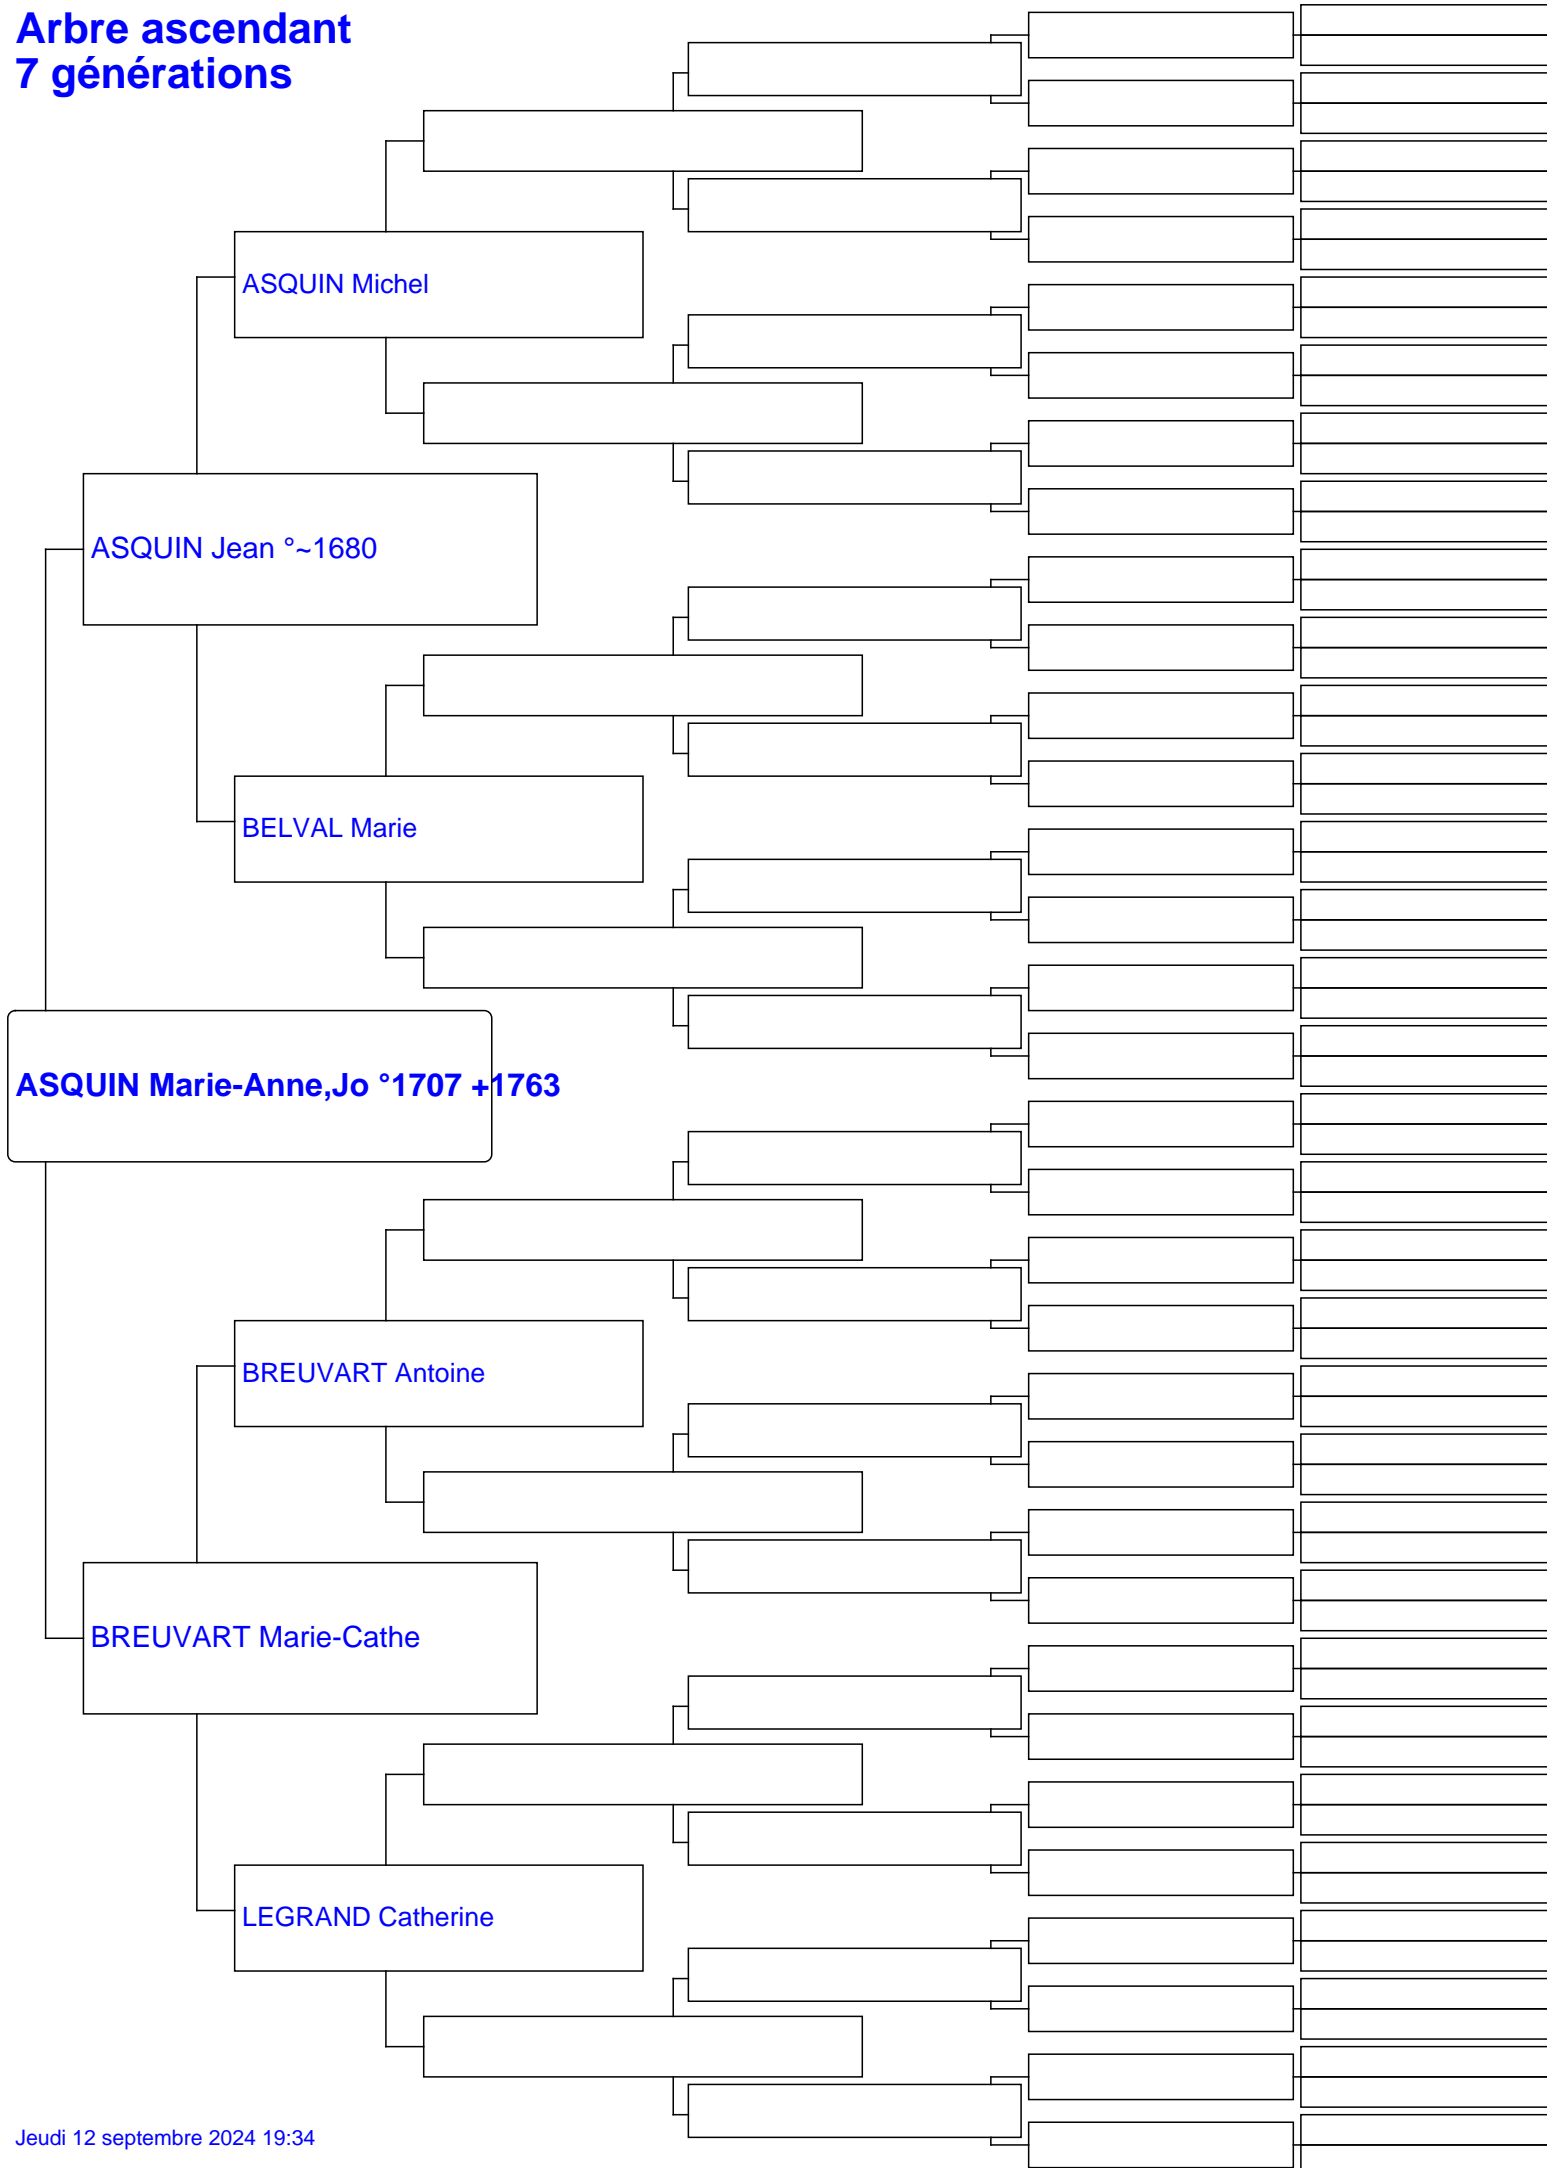 Arbre ascendant
7 générations
ASQUIN Michel
ASQUIN Jean °~1680
BELVAL Marie
ASQUIN Marie-Anne,Jo °1707 +1763
BREUVART Antoine
BREUVART Marie-Cathe
LEGRAND Catherine
Jeudi 12 septembre 2024 19:34